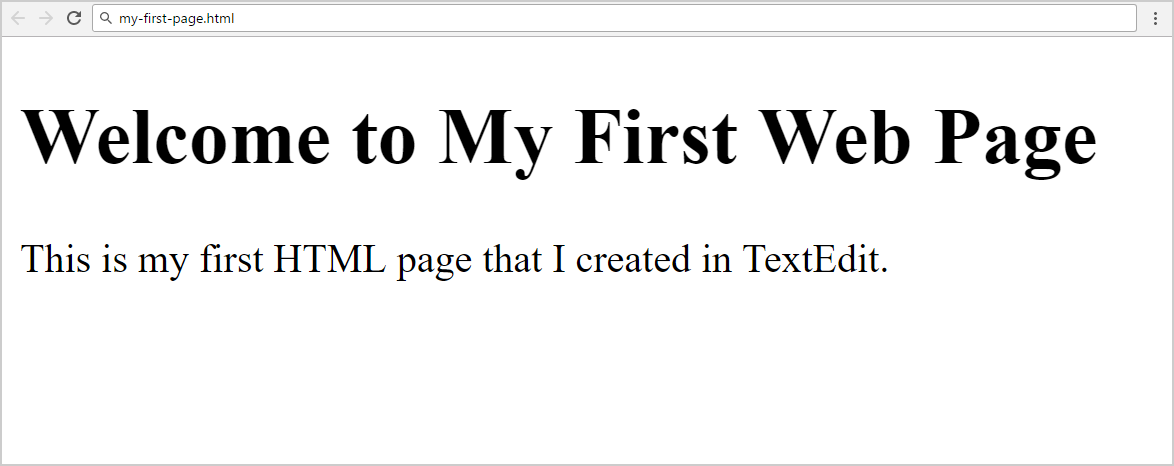 my-first-page.html
Welcome to My First Web Page
This is my first HTML page that I created in TextEdit.